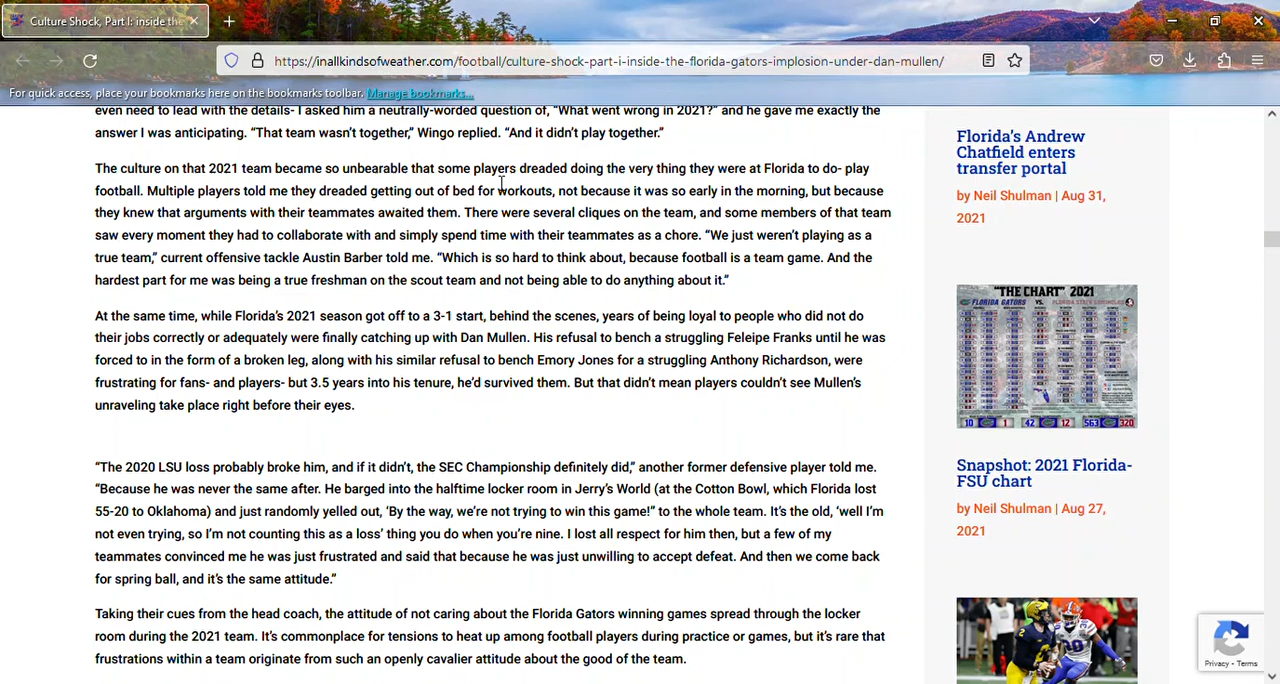 Culture Shock, Part I: inside the
https://inallkindsofweather.com/football/culture-shock-part-i-inside-the-florida-gators-implosion-under-dan-mullen/
For quick access, place your bookmarks here on the bookmarks toolbar. Manage bookmarks...
even need to lead with the details- I asked him a neutrally-worded question of, “What went wrong in 2021?” and he gave me exactly the
answer I was anticipating. “That team wasn’t together,” Wingo replied. “And it didn’t play together.”
The culture on that 2021 team became so unbearable that some players dreaded doing the very thing they were at Florida to do- play
football. Multiple players told me they dreaded getting out of bed for workouts, not because it was so early in the morning, but because
they knew that arguments with their teammates awaited them. There were several cliques on the team, and some members of that team
saw every moment they had to collaborate with and simply spend time with their teammates as a chore. “We just weren’t playing as a
true team,” current offensive tackle Austin Barber told me. “Which is so hard to think about, because football is a team game. And the
hardest part for me was being a true freshman on the scout team and not being able to do anything about it.”
At the same time, while Florida’s 2021 season got off to a 3-1 start, behind the scenes, years of being loyal to people who did not do
their jobs correctly or adequately were finally catching up with Dan Mullen. His refusal to bench a struggling Feleipe Franks until he was
forced to in the form of a broken leg, along with his similar refusal to bench Emory Jones for a struggling Anthony Richardson, were
frustrating for fans- and players- but 3.5 years into his tenure, he’d survived them. But that didn’t mean players couldn’t see Mullen’s
unraveling take place right before their eyes.
“The 2020 LSU loss probably broke him, and if it didn’t, the SEC Championship definitely did,” another former defensive player told me.
“Because he was never the same after. He barged into the halftime locker room in Jerry’s World (at the Cotton Bowl, which Florida lost
55-20 to Oklahoma) and just randomly yelled out, ‘By the way, we’re not trying to win this game!” to the whole team. It’s the old, ‘well I’m
not even trying, so I’m not counting this as a loss’ thing you do when you’re nine. I lost all respect for him then, but a few of my
teammates convinced me he was just frustrated and said that because he was just unwilling to accept defeat. And then we come back
for spring ball, and it’s the same attitude.”
Taking their cues from the head coach, the attitude of not caring about the Florida Gators winning games spread through the locker
room during the 2021 team. It’s commonplace for tensions to heat up among football players during practice or games, but it’s rare that
frustrations within a team originate from such an openly cavalier attitude about the good of the team.
Florida’s Andrew
Chatfield enters
transfer portal
by Neil Shulman | Aug 31,
2021
"THE CHART" 2021
FLORIDA GATORS VS. FLORIDA STATE SEMINOLES
10 1 42 12 563 320
Snapshot: 2021 Florida-
FSU chart
by Neil Shulman | Aug 27,
2021
Privacy - Terms